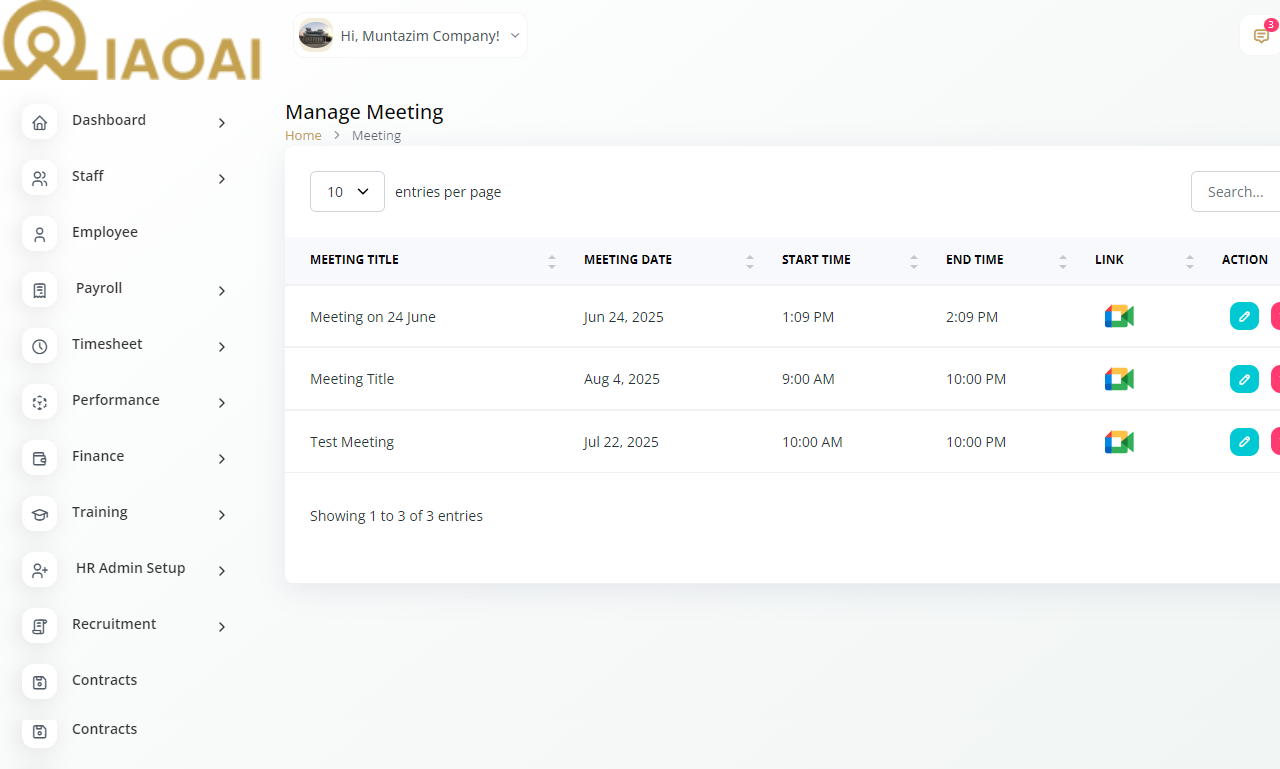 IAOAI
Hi, Muntazim Company!
3
Dashboard
Staff
Employee
Payroll
Timesheet
Performance
Finance
Training
HR Admin Setup
Recruitment
Contracts
Contracts
Manage Meeting
Home > Meeting
10 entries per page
Search...
MEETING TITLE MEETING DATE START TIME END TIME LINK ACTION
Meeting on 24 June Jun 24, 2025 1:09 PM 2:09 PM
Meeting Title Aug 4, 2025 9:00 AM 10:00 PM
Test Meeting Jul 22, 2025 10:00 AM 10:00 PM
Showing 1 to 3 of 3 entries